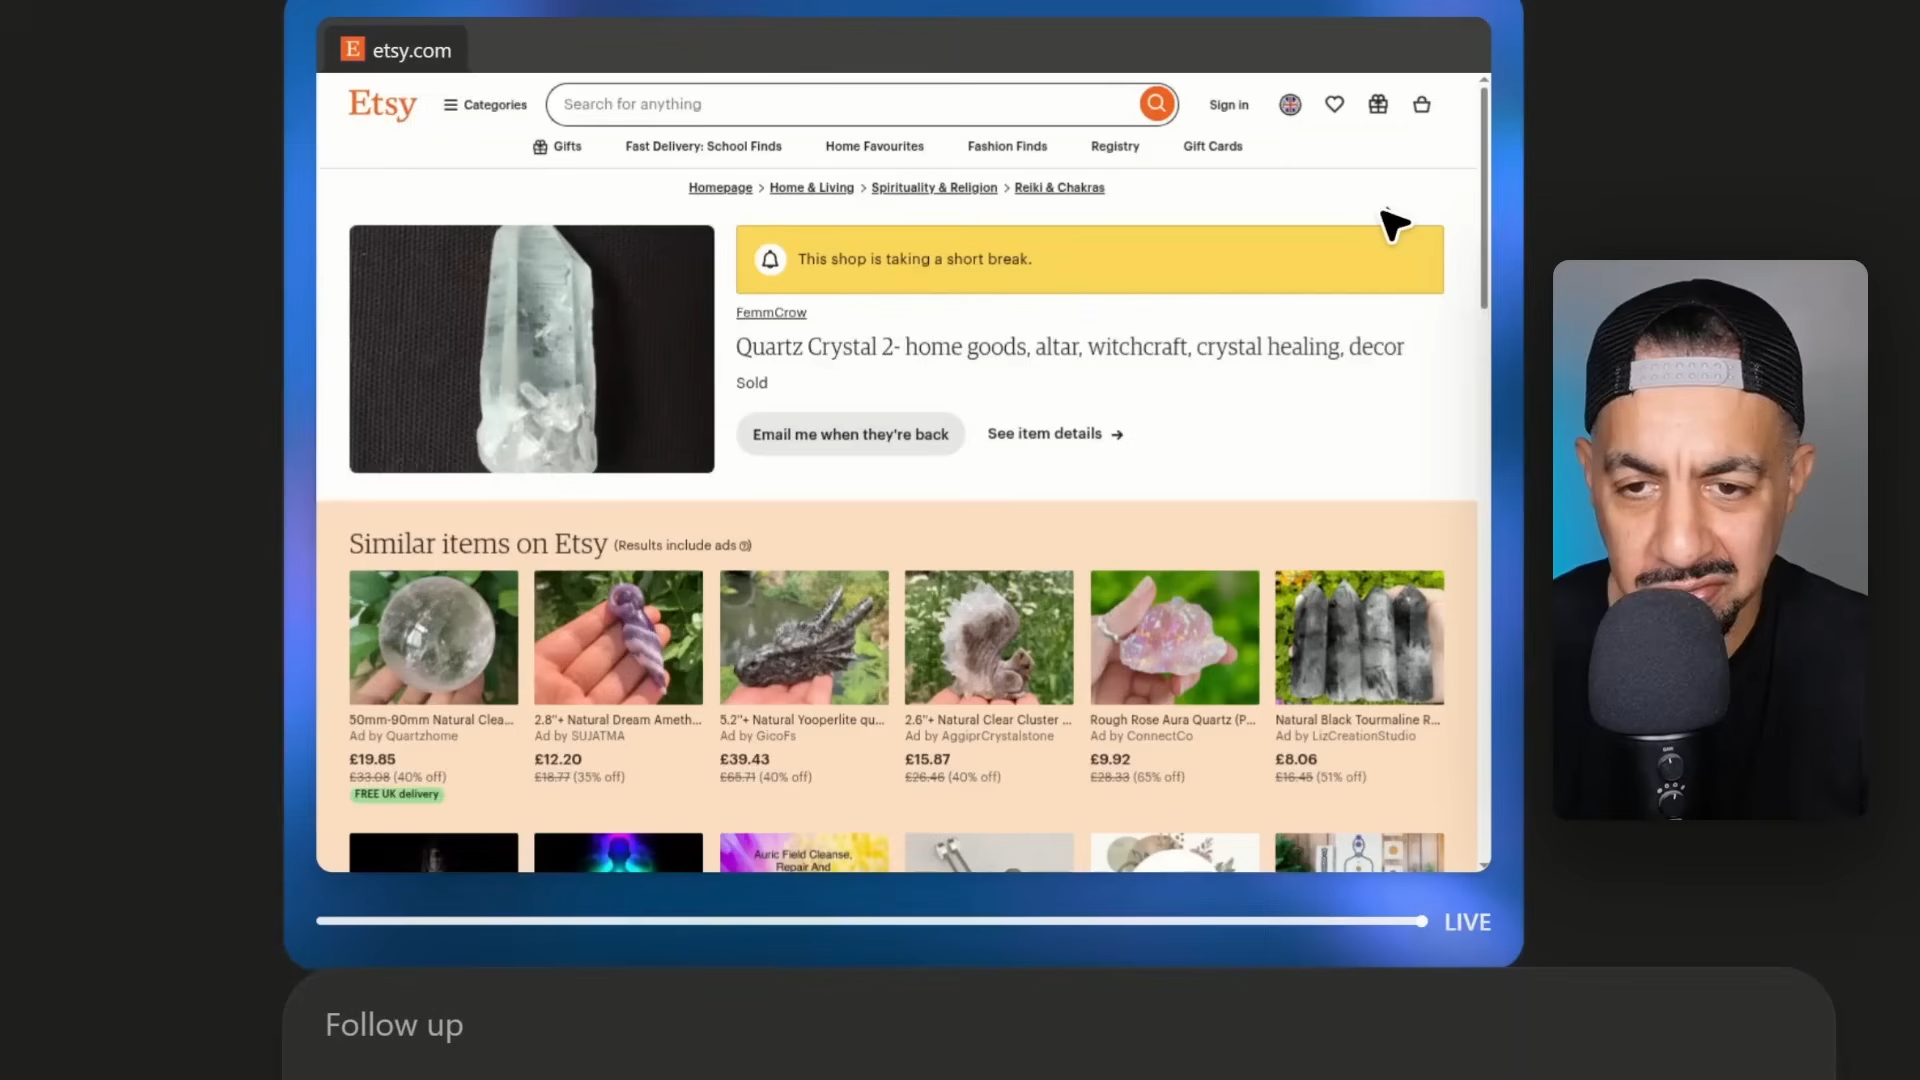 E etsy.com
Etsy
Categories
Search for anything
Sign in
Gifts
Fast Delivery: School Finds
Home Favourites
Fashion Finds
Registry
Gift Cards
Homepage > Home & Living > Spirituality & Religion > Reiki & Chakras
This shop is taking a short break.
FemmCrow
Quartz Crystal 2- home goods, altar, witchcraft, crystal healing, decor
Sold
Email me when they're back
See item details →
Similar items on Etsy (Results include ads)
50mm-90mm Natural Clea...
Ad by Quartzhome
£19.85
£33.08 (40% off)
FREE UK delivery
2.8"+ Natural Dream Ameth...
Ad by SUJATMA
£12.20
£18.77 (35% off)
5.2"+ Natural Yooperlite qu...
Ad by GicoFs
£39.43
£65.71 (40% off)
2.6"+ Natural Clear Cluster ...
Ad by AggiprCrystalstone
£15.87
£26.46 (40% off)
Rough Rose Aura Quartz (P...
Ad by ConnectCo
£9.92
£28.33 (65% off)
Natural Black Tourmaline R...
Ad by LizCreationStudio
£8.06
£16.45 (51% off)
Auric Field Cleanse,
Repair And
LIVE
Follow up